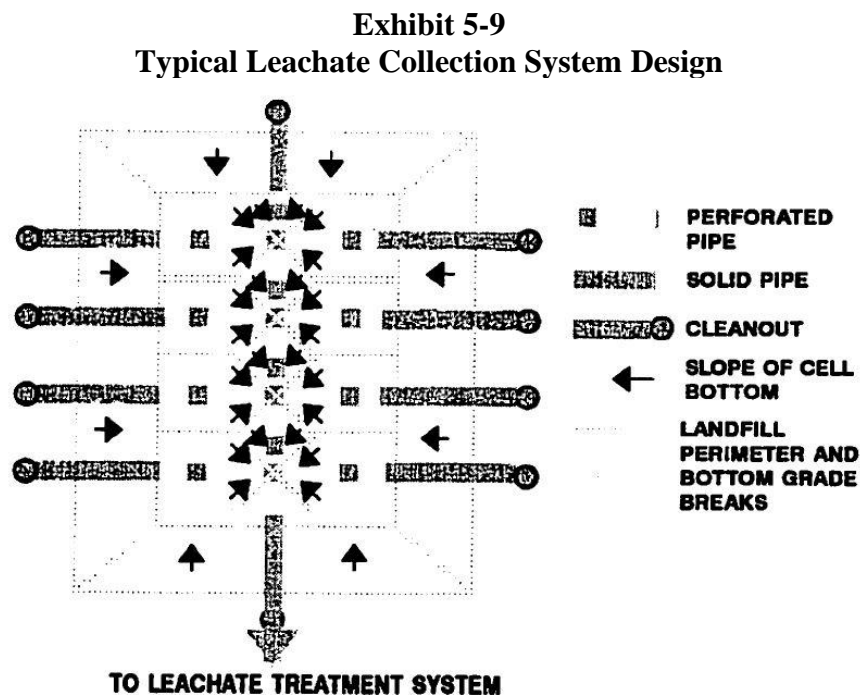 Exhibit 5-9
Typical Leachate Collection System Design
PERFORATED
PIPE
SOLID PIPE
CLEANOUT
SLOPE OF CELL
BOTTOM
LANDFILL
PERIMETER AND
BOTTOM GRADE
BREAKS
TO LEACHATE TREATMENT SYSTEM